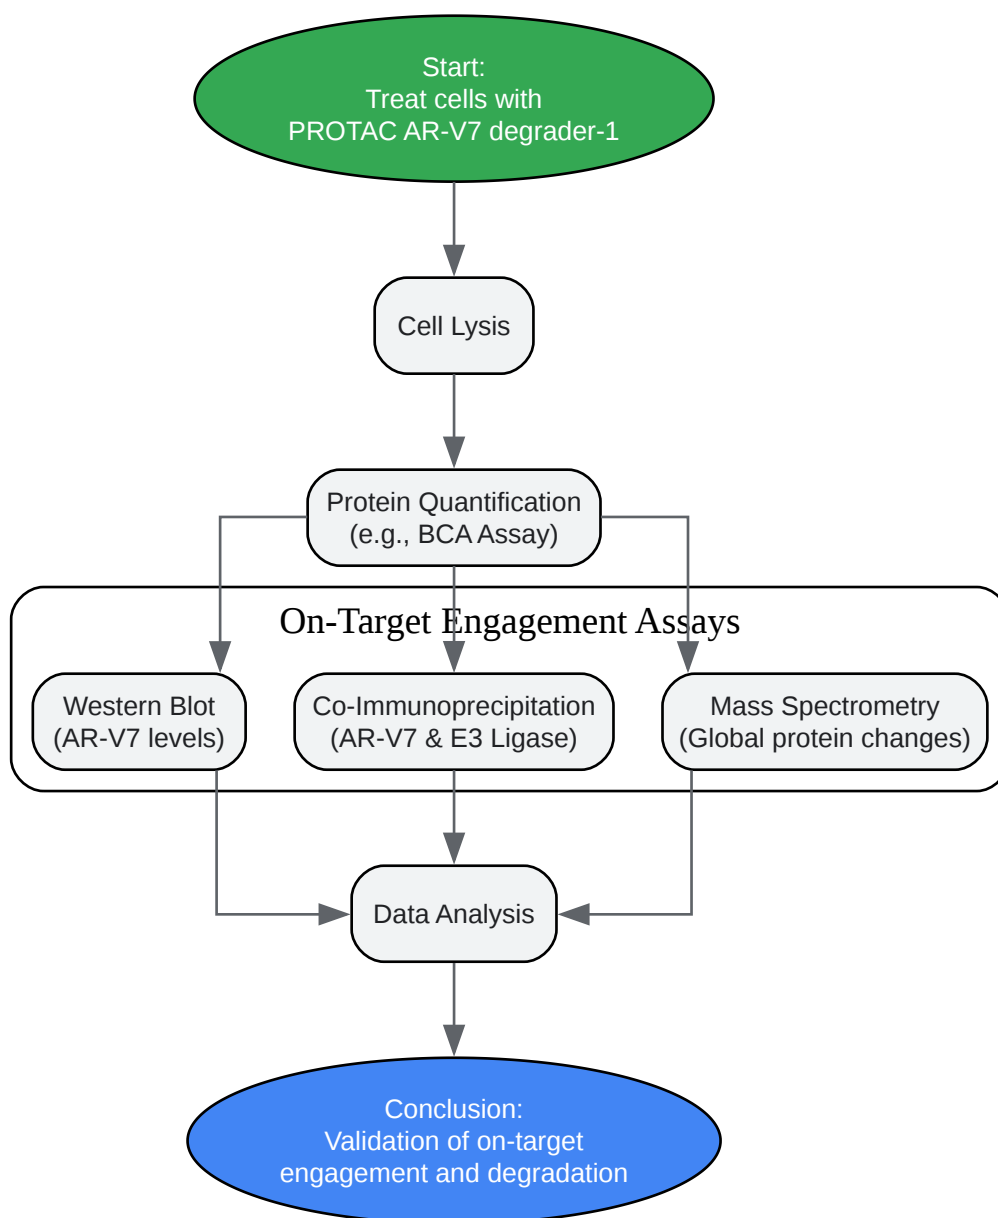 Start:
Treat cells with
PROTAC AR-V7 degrader-1
Cell Lysis
Protein Quantification
(e.g., BCA Assay)
On-Target Engagement Assays
Western Blot
(AR-V7 levels)
Co-Immunoprecipitation
(AR-V7 & E3 Ligase)
Mass Spectrometry
(Global protein changes)
Data Analysis
Conclusion:
Validation of on-target
engagement and degradation